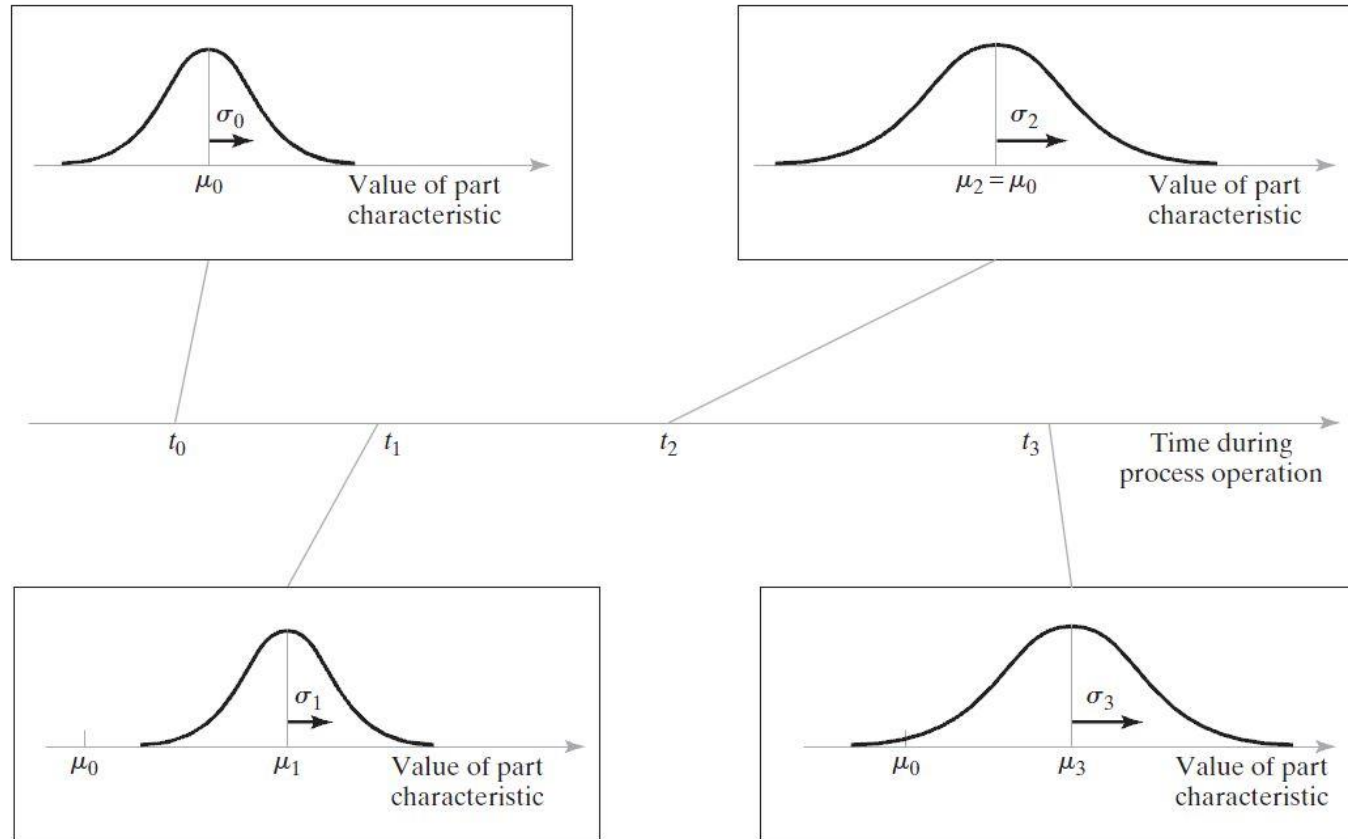 σ₀
μ₀
Value of part
characteristic
σ₂
μ₂ = μ₀
Value of part
characteristic
t₀
t₁
t₂
t₃
Time during
process operation
σ₁
μ₀
μ₁
Value of part
characteristic
σ₃
μ₀
μ₃
Value of part
characteristic